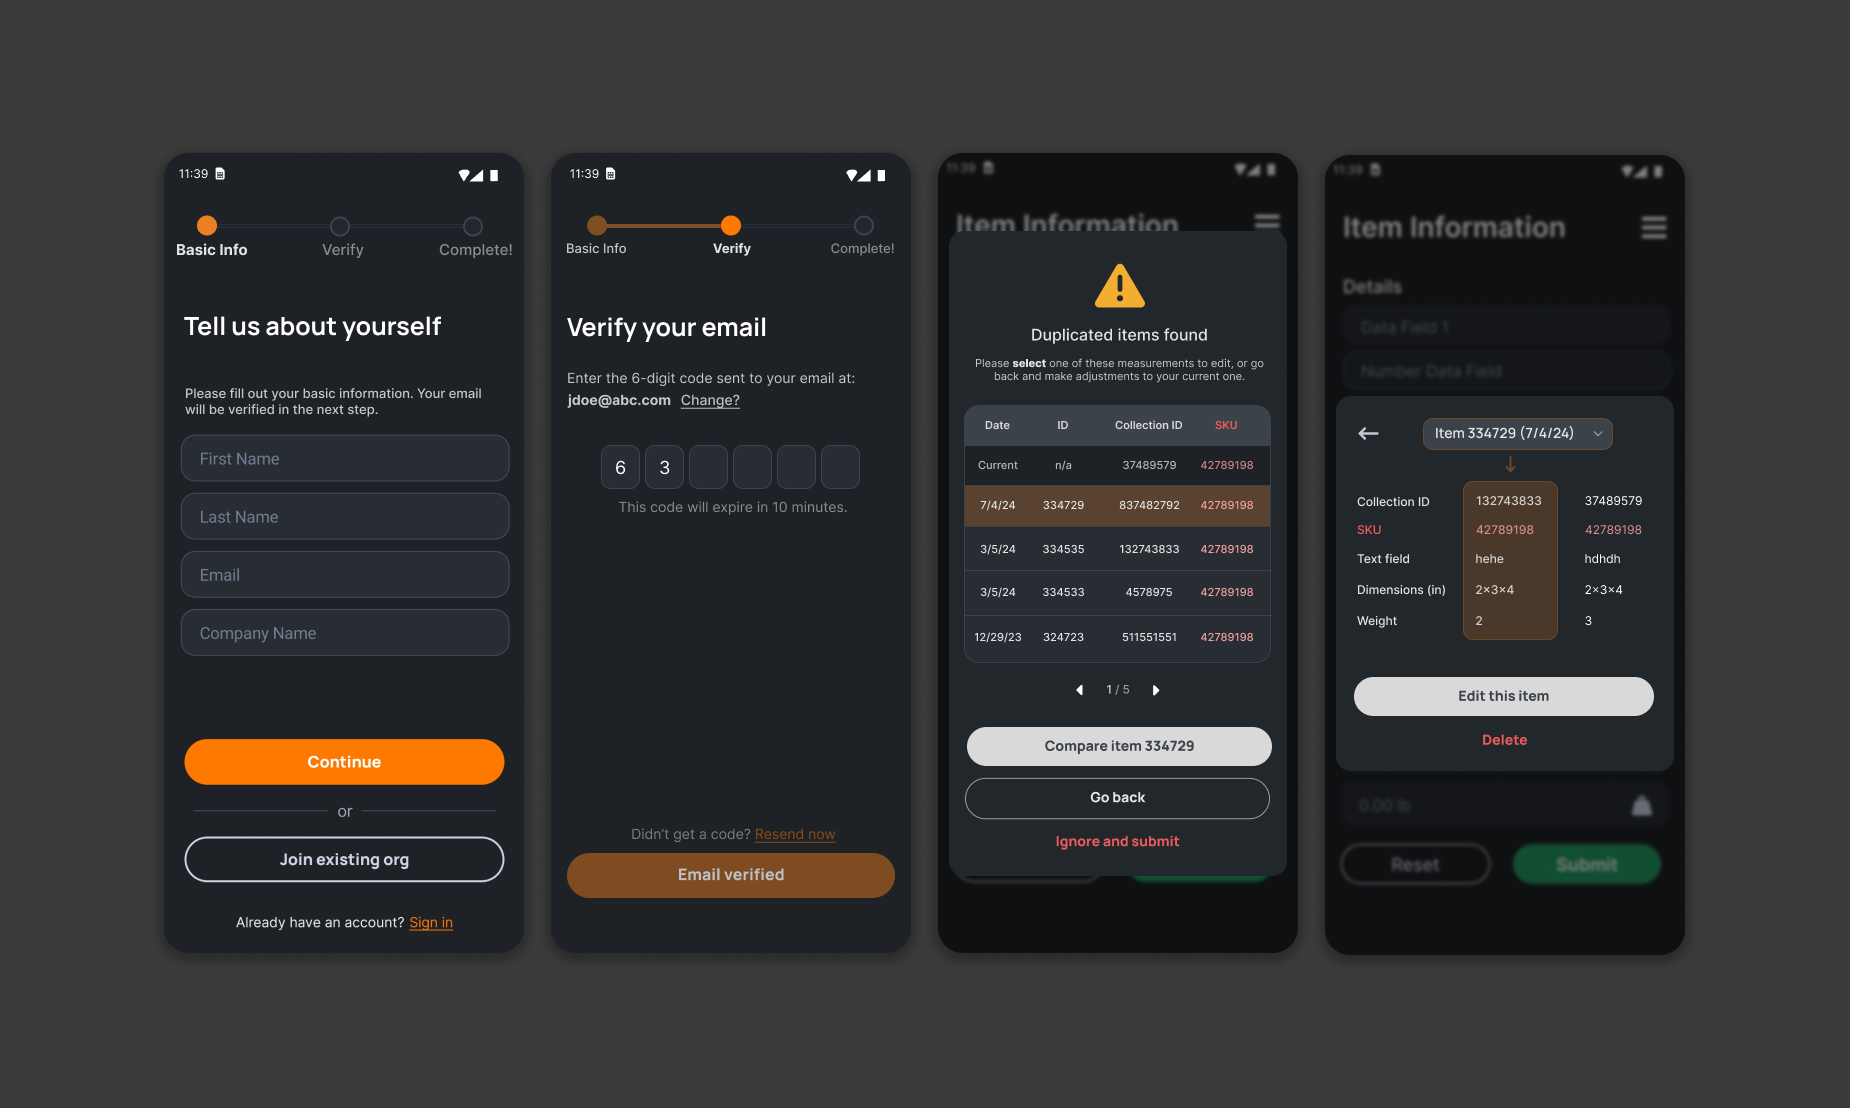 11:39
Basic Info
Verify
Complete!
Tell us about yourself
Please fill out your basic information. Your email
will be verified in the next step.
First Name
Last Name
Email
Company Name
Continue
or
Join existing org
Already have an account? Sign in
11:39
Basic Info
Verify
Complete!
Verify your email
Enter the 6-digit code sent to your email at:
jdoe@abc.com Change?
6 3
This code will expire in 10 minutes.
Didn't get a code? Resend now
Email verified
11:39
Item Information
Duplicated items found
Please select one of these measurements to edit, or go
back and make adjustments to your current one.
Date ID Collection ID SKU
Current n/a 37489579 42789198
7/4/24 334729 837482792 42789198
3/5/24 334535 132743833 42789198
3/5/24 334533 4578975 42789198
12/29/23 324723 511551551 42789198
1 / 5
Compare item 334729
Go back
Ignore and submit
11:39
Item Information
Details
Data Field 1
Number Data Field
Item 334729 (7/4/24)
Collection ID 132743833 37489579
SKU 42789198 42789198
Text field hehe hdhdh
Dimensions (in) 2×3×4 2×3×4
Weight 2 3
Edit this item
Delete
0.00 lb
Reset
Submit